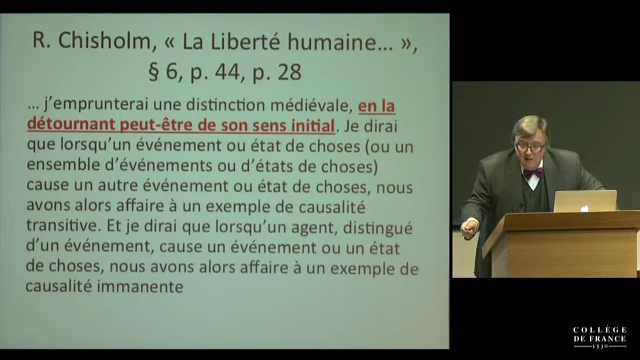 R. Chisholm, « La Liberté humaine… »,
§ 6, p. 44, p. 28
… j’emprunterai une distinction médiévale, en la
détournant peut-être de son sens initial. Je dirai
que lorsqu’un événement ou état de choses (ou un
ensemble d’événements ou d’états de choses)
cause un autre événement ou état de choses, nous
avons alors affaire à un exemple de causalité
transitive. Et je dirai que lorsqu’un agent, distingué
d’un événement, cause un événement ou un état
de choses, nous avons alors affaire à un exemple de
causalité immanente
COLLÈGE
DE FRANCE
1530